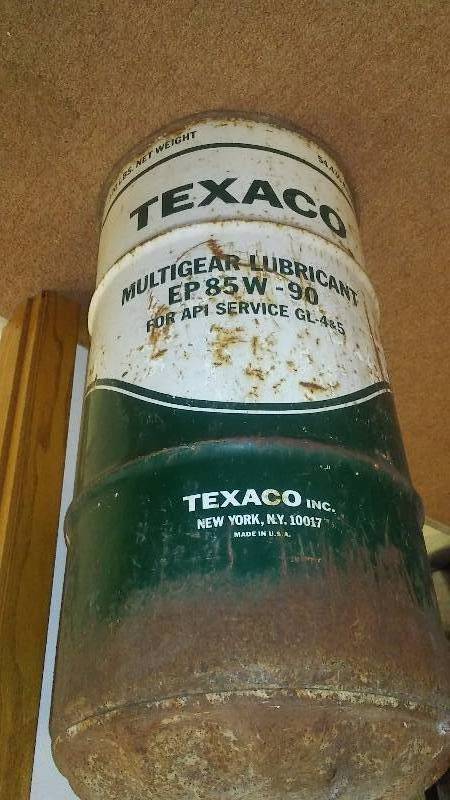 LBS. NET WEIGHT
TEXACO
MULTIGEAR LUBRICANT
EP 85W-90
FOR API SERVICE GL-4&5
TEXACO INC.
NEW YORK, N.Y. 10017
MADE IN U.S.A.